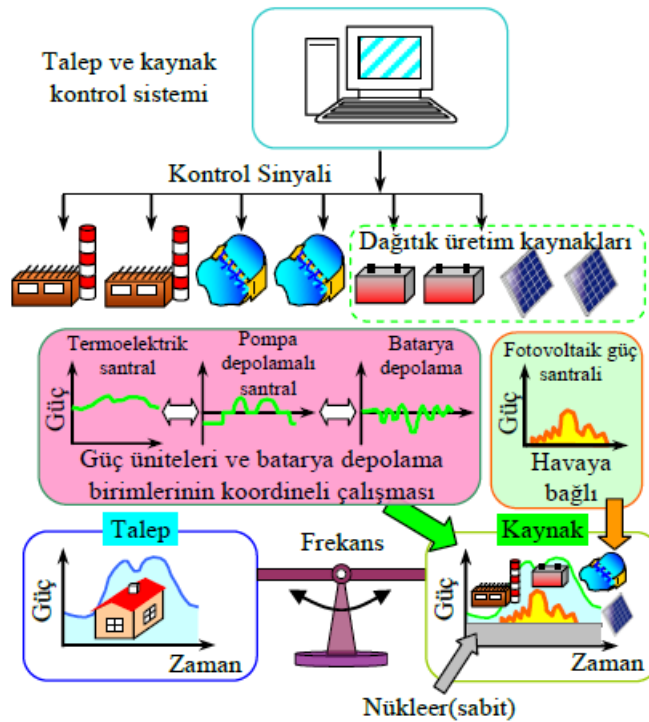 Talep ve kaynak
kontrol sistemi
Kontrol Sinyali
Dağıtık üretim kaynakları
Termoelektrik
santral
Pompa
depolamalı
santral
Batarya
depolama
Güç
Güç
Güç
Güç üniteleri ve batarya depolama
birimlerinin koordineli çalışması
Fotovoltaik güç
santrali
Güç
Havaya
bağlı
Talep
Güç
Zaman
Frekans
Kaynak
Güç
Zaman
Nükleer(sabit)